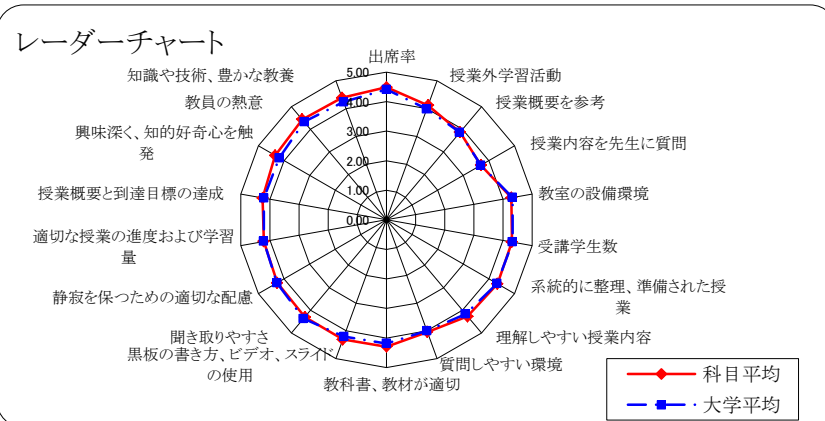 レーダーチャート
出席率
授業外学習活動
授業概要を参考
授業内容を先生に質問
教室の設備環境
受講学生数
系統的に整理、準備された授
業
理解しやすい授業内容
質問しやすい環境
教科書、教材が適切
黒板の書き方、ビデオ、スライド
の使用
聞き取りやすさ
静寂を保つための適切な配慮
適切な授業の進度および学習
量
授業概要と到達目標の達成
興味深く、知的好奇心を触
発
教員の熱意
知識や技術、豊かな教養
5.00
4.00
3.00
2.00
1.00
0.00
科目平均
大学平均